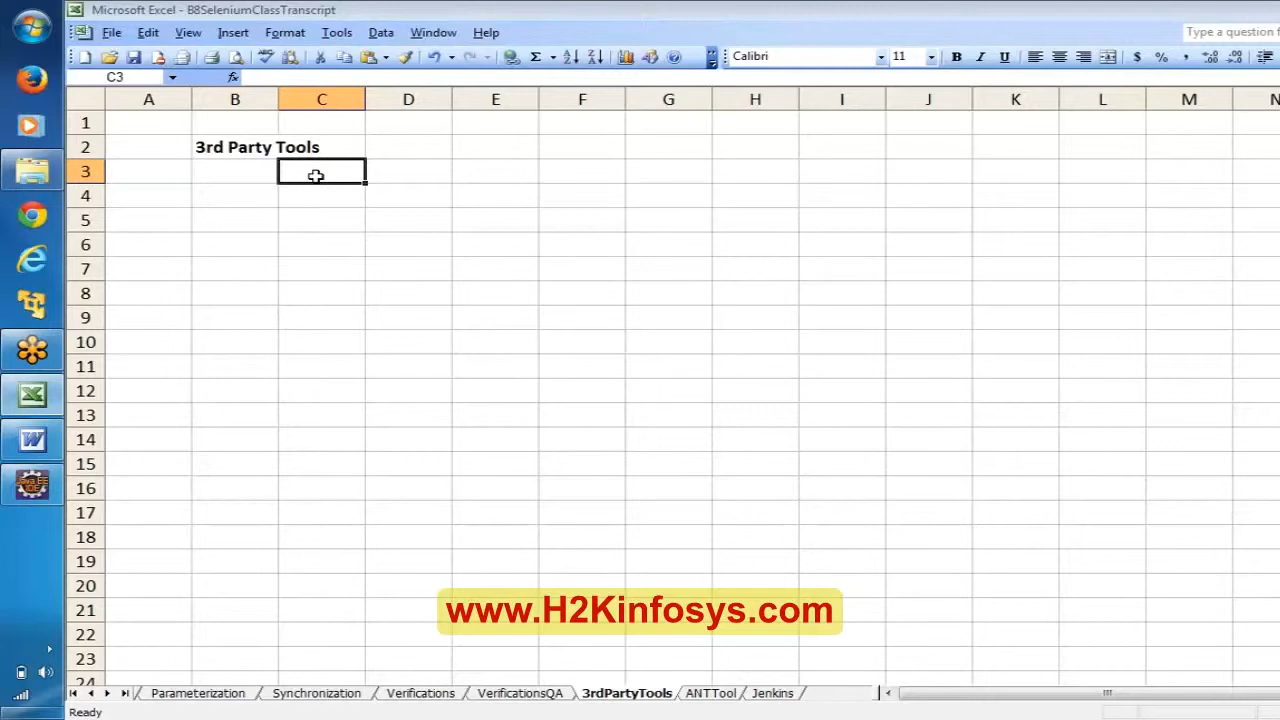 Microsoft Excel - B8SeleniumClassTranscript
File Edit View Insert Format Tools Data Window Help
Type a question f
Calibri 11 B I U $ % ,
C3 fx
A B C D E F G H I J K L M N
1
2 3rd Party Tools
3
4
5
6
7
8
9
10
11
12
13
14
15
16
17
18
19
20
21
22
23
24
www.H2Kinfosys.com
Parameterization Synchronization Verifications VerificationsQA 3rdPartyTools ANTTool Jenkins
Ready